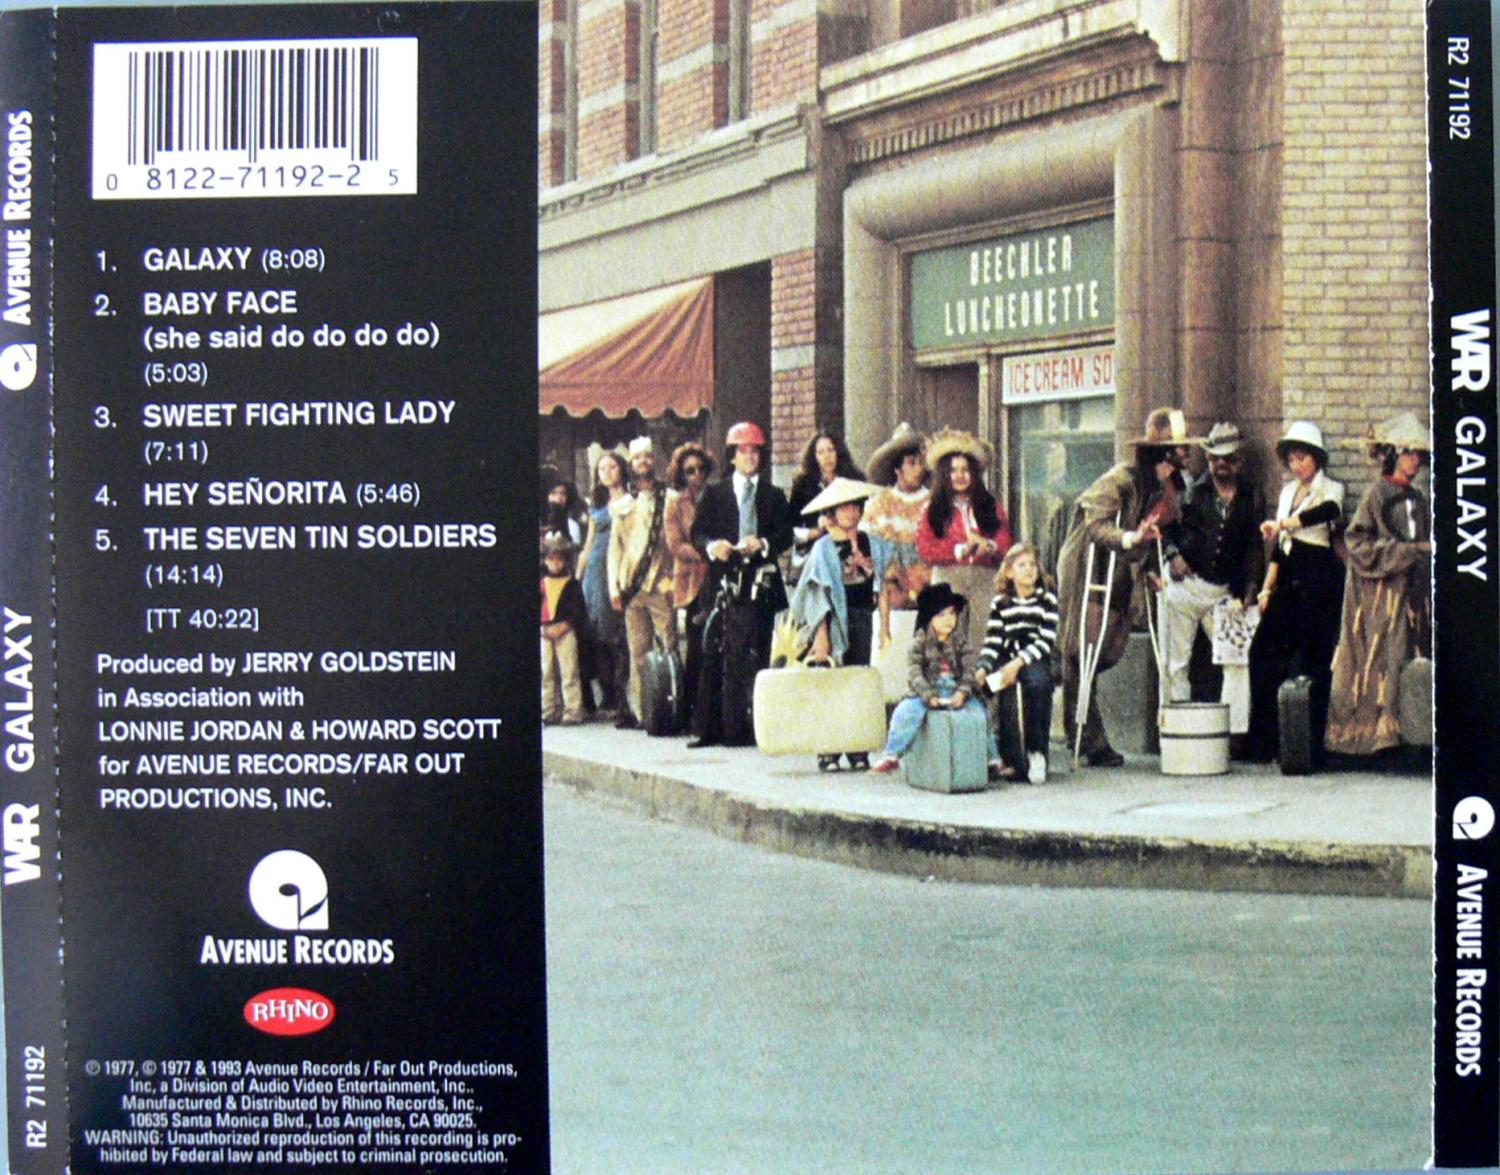 AVENUE RECORDS
WAR GALAXY
R2 71192
0 8122-71192-2 5
1. GALAXY (8:08)
2. BABY FACE
(she said do do do do)
(5:03)
3. SWEET FIGHTING LADY
(7:11)
4. HEY SEÑORITA (5:46)
5. THE SEVEN TIN SOLDIERS
(14:14)
[TT 40:22]
Produced by JERRY GOLDSTEIN
in Association with
LONNIE JORDAN & HOWARD SCOTT
for AVENUE RECORDS/FAR OUT
PRODUCTIONS, INC.
AVENUE RECORDS
RHINO
℗ 1977, © 1977 & 1993 Avenue Records / Far Out Productions,
Inc, a Division of Audio Video Entertainment, Inc..
Manufactured & Distributed by Rhino Records, Inc.,
10635 Santa Monica Blvd., Los Angeles, CA 90025.
WARNING: Unauthorized reproduction of this recording is pro-
hibited by Federal law and subject to criminal prosecution.
BEECHLER
LUNCHEONETTE
ICE CREAM SO
R2 71192
WAR GALAXY
AVENUE RECORDS